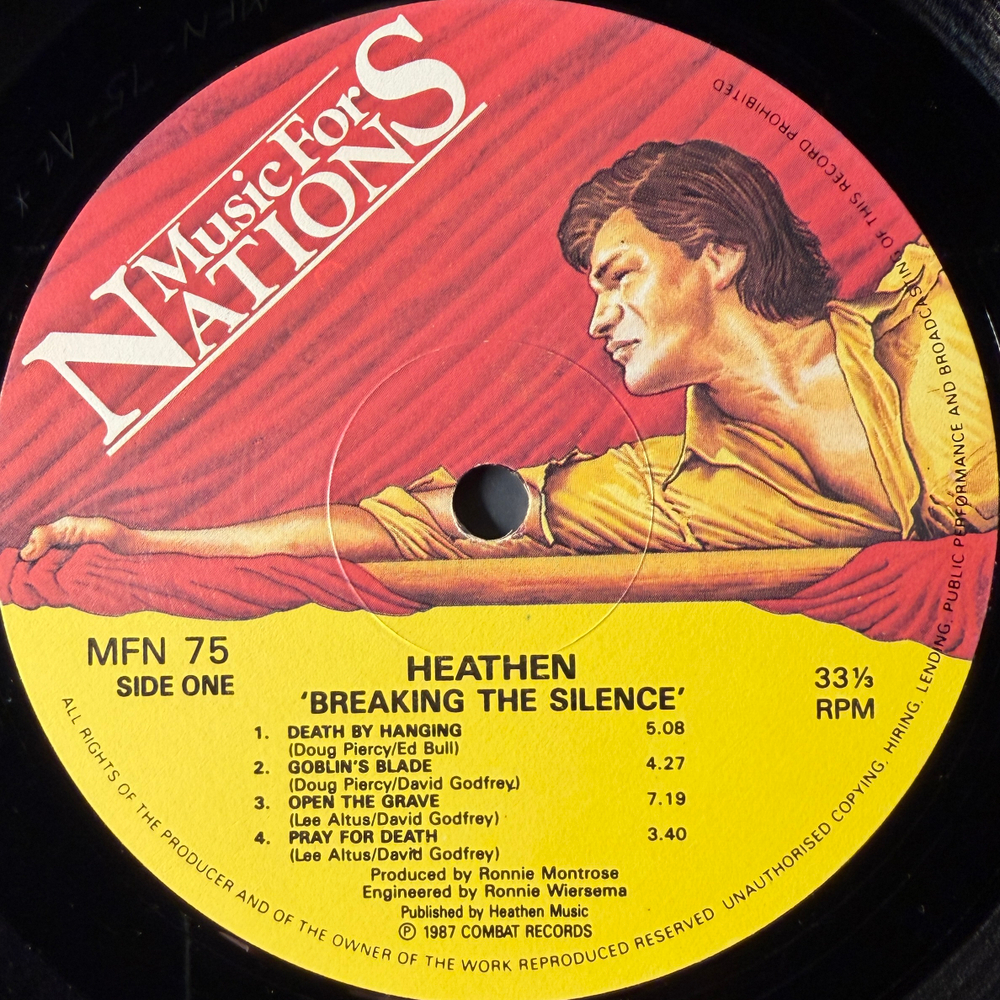 Music For
NATIONS
MFN 75
SIDE ONE
HEATHEN
'BREAKING THE SILENCE'
33⅓
RPM
1. DEATH BY HANGING 5.08
(Doug Piercy/Ed Bull)
2. GOBLIN'S BLADE 4.27
(Doug Piercy/David Godfrey)
3. OPEN THE GRAVE 7.19
(Lee Altus/David Godfrey)
4. PRAY FOR DEATH 3.40
(Lee Altus/David Godfrey)
Produced by Ronnie Montrose
Engineered by Ronnie Wiersema
Published by Heathen Music
Ⓟ 1987 COMBAT RECORDS
ALL RIGHTS OF THE PRODUCER AND OF THE OWNER OF THE WORK REPRODUCED RESERVED UNAUTHORISED COPYING, HIRING, LENDING, PUBLIC PERFORMANCE AND BROADCASTING OF THIS RECORD PROHIBITED